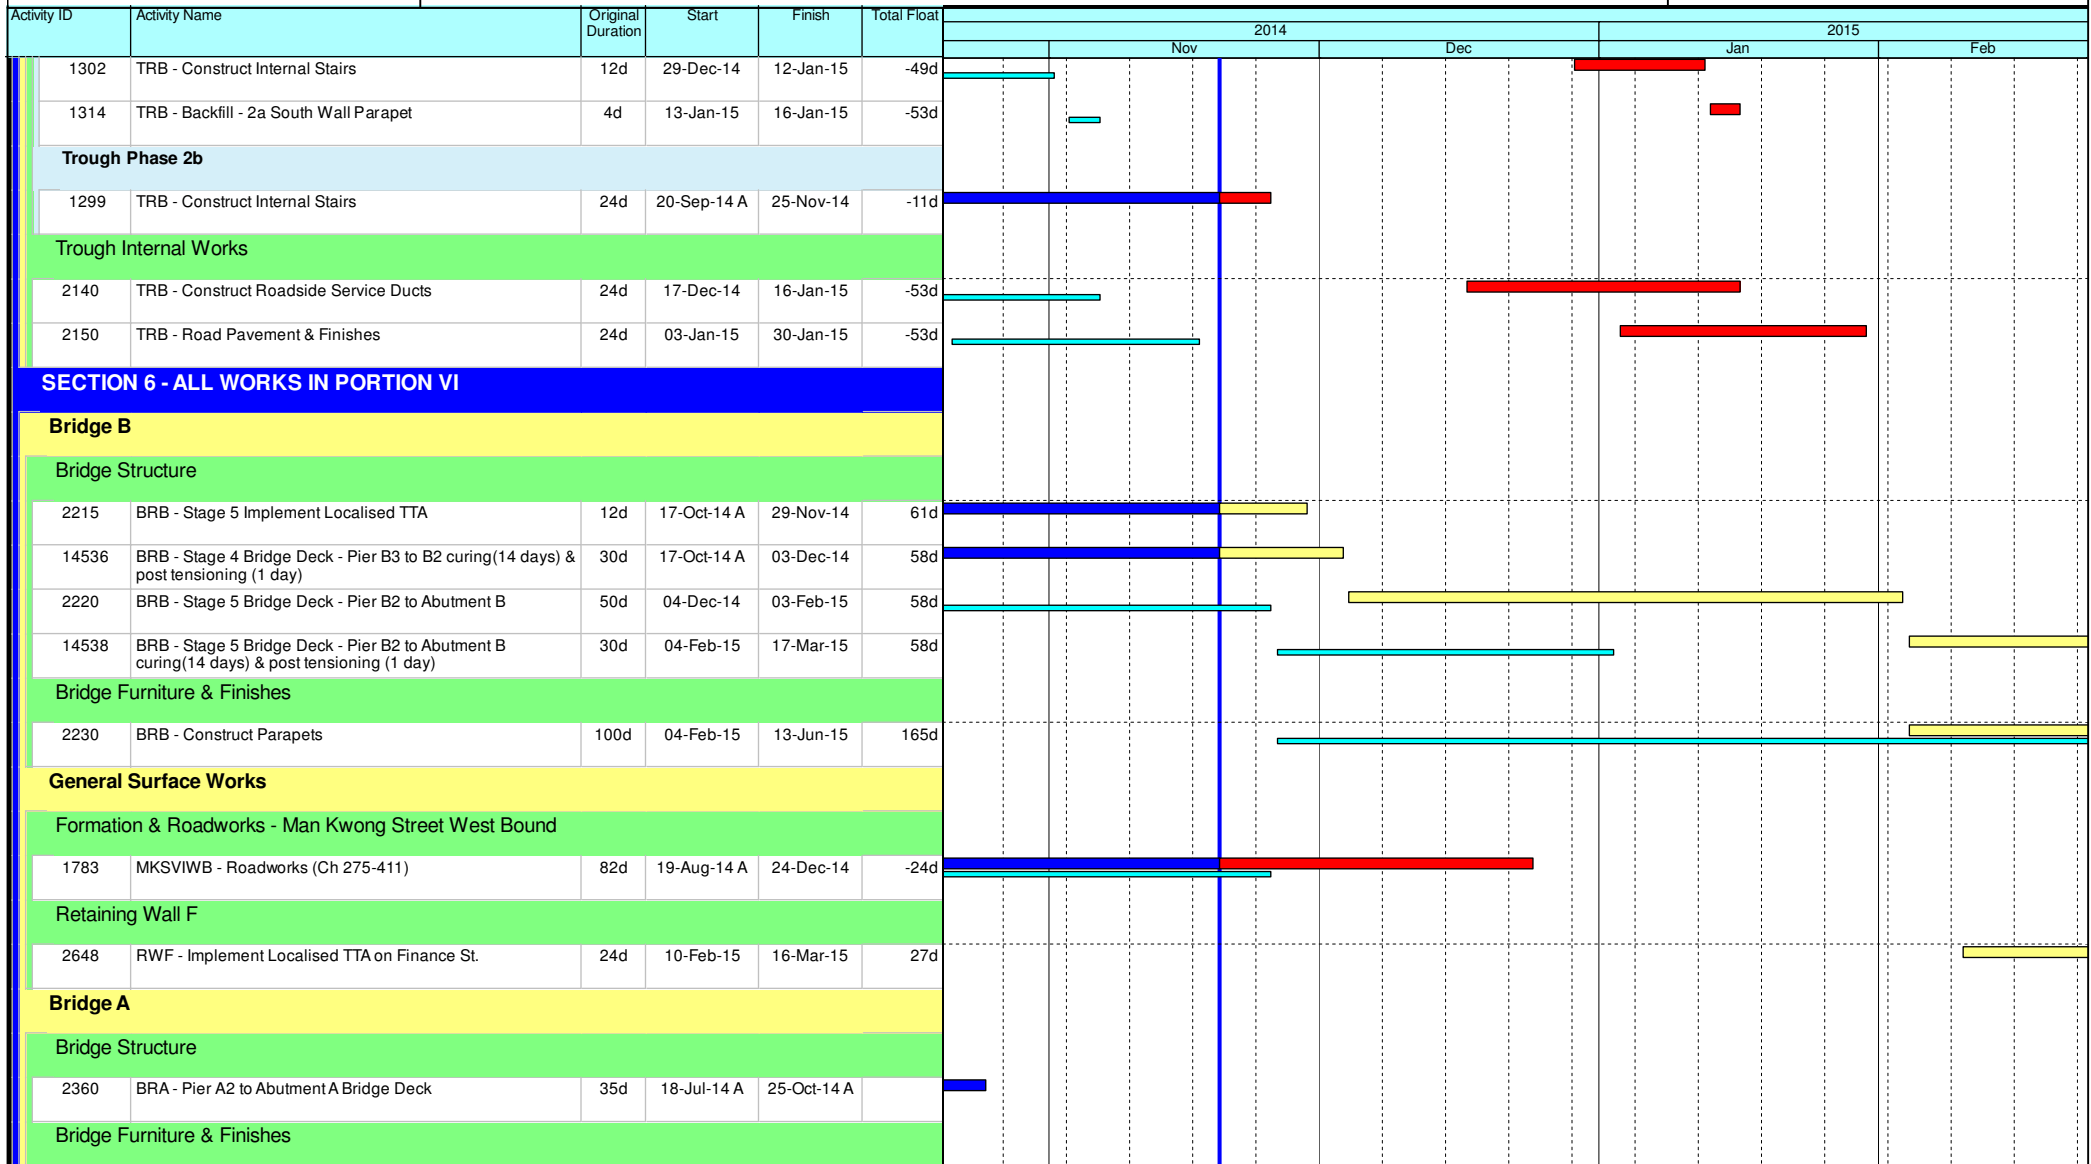 Activity ID Activity Name Original Duration Start Finish Total Float
2014 2015
Nov Dec Jan Feb
1302 TRB - Construct Internal Stairs 12d 29-Dec-14 12-Jan-15 -49d
1314 TRB - Backfill - 2a South Wall Parapet 4d 13-Jan-15 16-Jan-15 -53d
Trough Phase 2b
1299 TRB - Construct Internal Stairs 24d 20-Sep-14 A 25-Nov-14 -11d
Trough Internal Works
2140 TRB - Construct Roadside Service Ducts 24d 17-Dec-14 16-Jan-15 -53d
2150 TRB - Road Pavement & Finishes 24d 03-Jan-15 30-Jan-15 -53d
SECTION 6 - ALL WORKS IN PORTION VI
Bridge B
Bridge Structure
2215 BRB - Stage 5 Implement Localised TTA 12d 17-Oct-14 A 29-Nov-14 61d
14536 BRB - Stage 4 Bridge Deck - Pier B3 to B2 curing(14 days) & 30d 17-Oct-14 A 03-Dec-14 58d
post tensioning (1 day)
2220 BRB - Stage 5 Bridge Deck - Pier B2 to Abutment B 50d 04-Dec-14 03-Feb-15 58d
14538 BRB - Stage 5 Bridge Deck - Pier B2 to Abutment B 30d 04-Feb-15 17-Mar-15 58d
curing(14 days) & post tensioning (1 day)
Bridge Furniture & Finishes
2230 BRB - Construct Parapets 100d 04-Feb-15 13-Jun-15 165d
General Surface Works
Formation & Roadworks - Man Kwong Street West Bound
1783 MKSVIWB - Roadworks (Ch 275-411) 82d 19-Aug-14 A 24-Dec-14 -24d
Retaining Wall F
2648 RWF - Implement Localised TTA on Finance St. 24d 10-Feb-15 16-Mar-15 27d
Bridge A
Bridge Structure
2360 BRA - Pier A2 to Abutment A Bridge Deck 35d 18-Jul-14 A 25-Oct-14 A
Bridge Furniture & Finishes